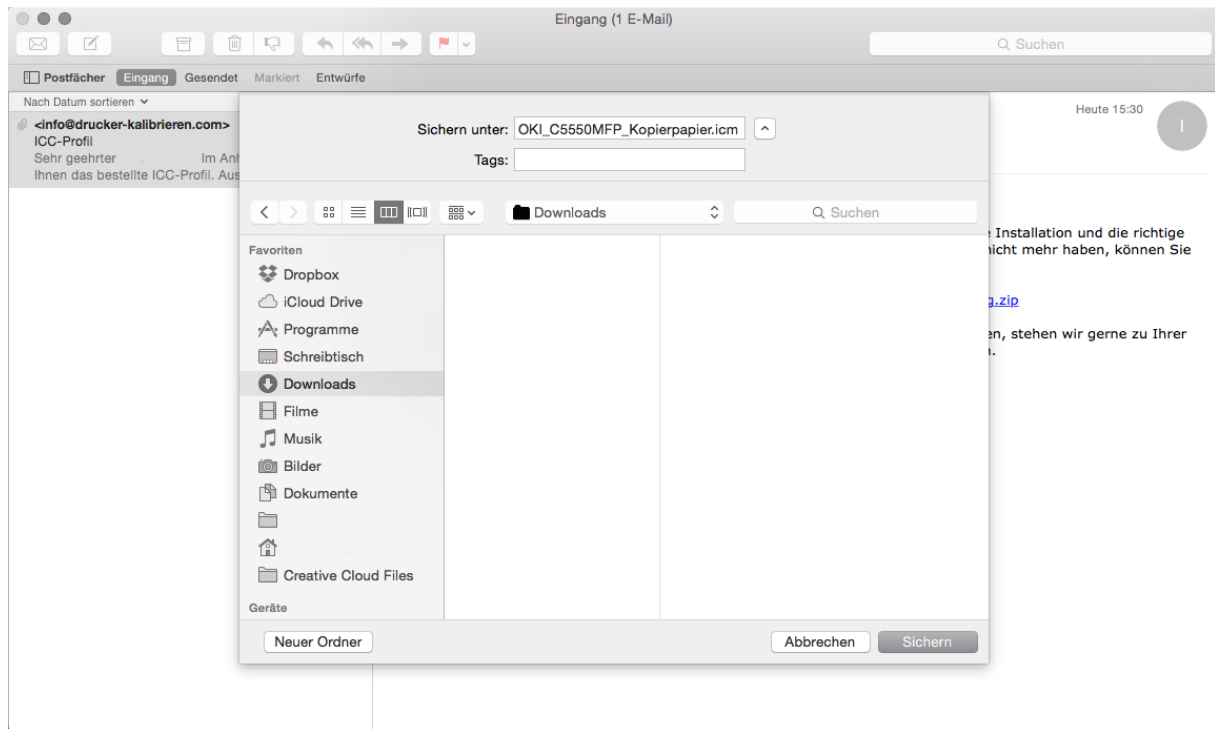 Eingang (1 E-Mail)
Suchen
Postfächer Eingang Gesendet Markiert Entwürfe
Nach Datum sortieren
<info@drucker-kalibrieren.com>
ICC-Profil
Sehr geehrter Im Anh
Ihnen das bestellte ICC-Profil. Aus
Heute 15:30
I
Sichern unter: OKI_C5550MFP_Kopierpapier.icm
Tags:
Downloads
Suchen
Favoriten
Dropbox
iCloud Drive
Programme
Schreibtisch
Downloads
Filme
Musik
Bilder
Dokumente
Creative Cloud Files
Geräte
Neuer Ordner Abbrechen Sichern
Installation und die richtige
nicht mehr haben, können Sie
g.zip
en, stehen wir gerne zu Ihrer